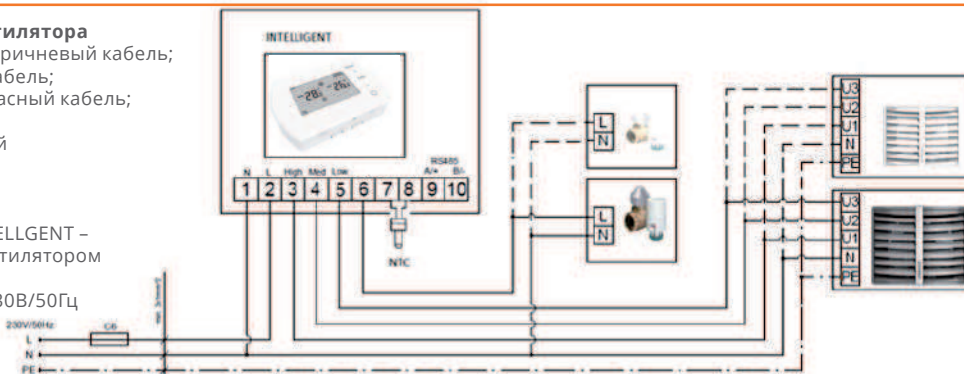 тилятора
ричневый кабель;
абель;
асный кабель;
й
ELLGENT –
тилятором
30В/50Гц
INTELLIGENT
-28
-26
N L High Med Low RS485
A/+ B/-
1 2 3 4 5 6 7 8 9 10
NTC
L
N
L
N
U3
U2
U1
N
PE
U3
U2
U1
N
PE
230V/50Hz
C6
L
N
PE